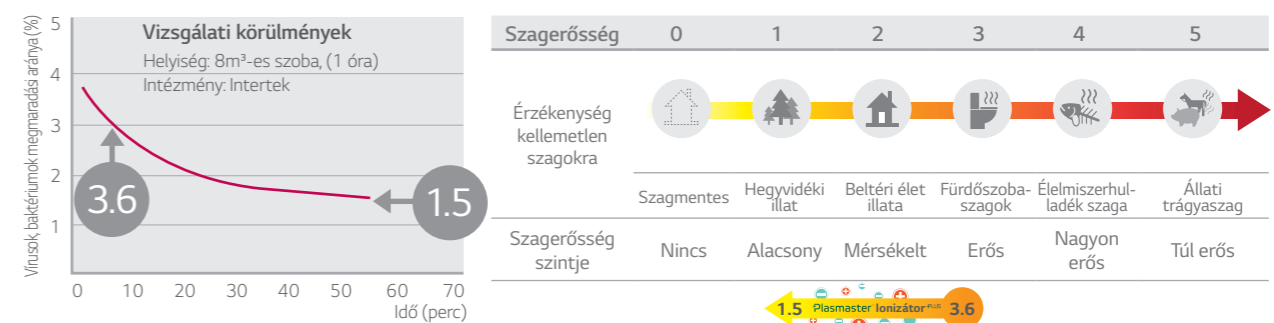 Vírusok, baktériumok megmaradási aránya (%)
5
4
3
2
1
Vizsgálati körülmények
Helyiség: 8m³-es szoba, (1 óra)
Intézmény: Intertek
3.6
1.5
0 10 20 30 40 50 60 70
Idő (perc)
Szagerősség 0 1 2 3 4 5
Érzékenység
kellemetlen
szagokra
Szagmentes
Hegyvidéki
illat
Beltéri élet
illata
Fürdőszoba-
szagok
Élelmiszerhul-
ladék szaga
Állati
trágyaszag
Szagerősség
szintje
Nincs
Alacsony
Mérsékelt
Erős
Nagyon
erős
Túl erős
1.5 Plasmaster Ionizátor PLUS 3.6